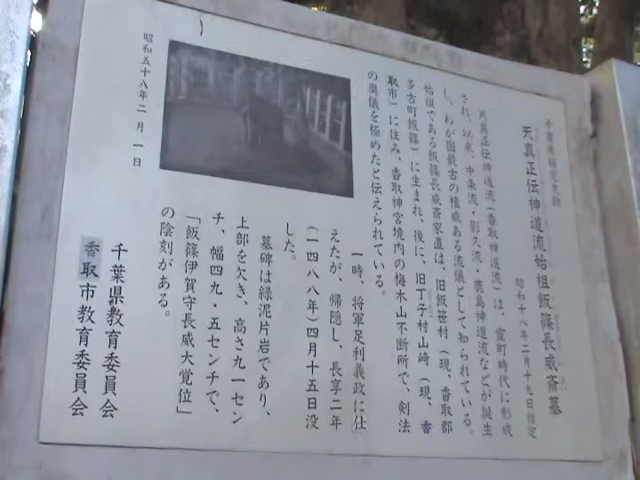 千葉県指定史跡
天真正伝神道流始祖飯篠長威斎墓
昭和十八年二月十七日指定
天真正伝神道流(香取神道流)は、室町時代に形成
され、以来、中条流・影久流・鹿島神道流などが誕生
し、わが国最古の権威ある流儀として知られている。
始祖である飯篠長威斎家直は、旧飯笹村(現、香取郡
多古町飯篠)に生まれ、後に、旧丁子村山崎(現、香
取市)に住み、香取神宮境内の梅木山不断所で、剣法
の奥儀を極めたと伝えられている。
一時、将軍足利義政に仕
えたが、帰隠し、長享二年
(一四八八年)四月十五日没
した。
墓碑は緑泥片岩であり、
上部を欠き、高さ九一セン
チ、幅四九・五センチで、
「飯篠伊賀守長威大覚位」
の陰刻がある。
昭和五十八年二月一日
千葉県教育委員会
香取市教育委員会